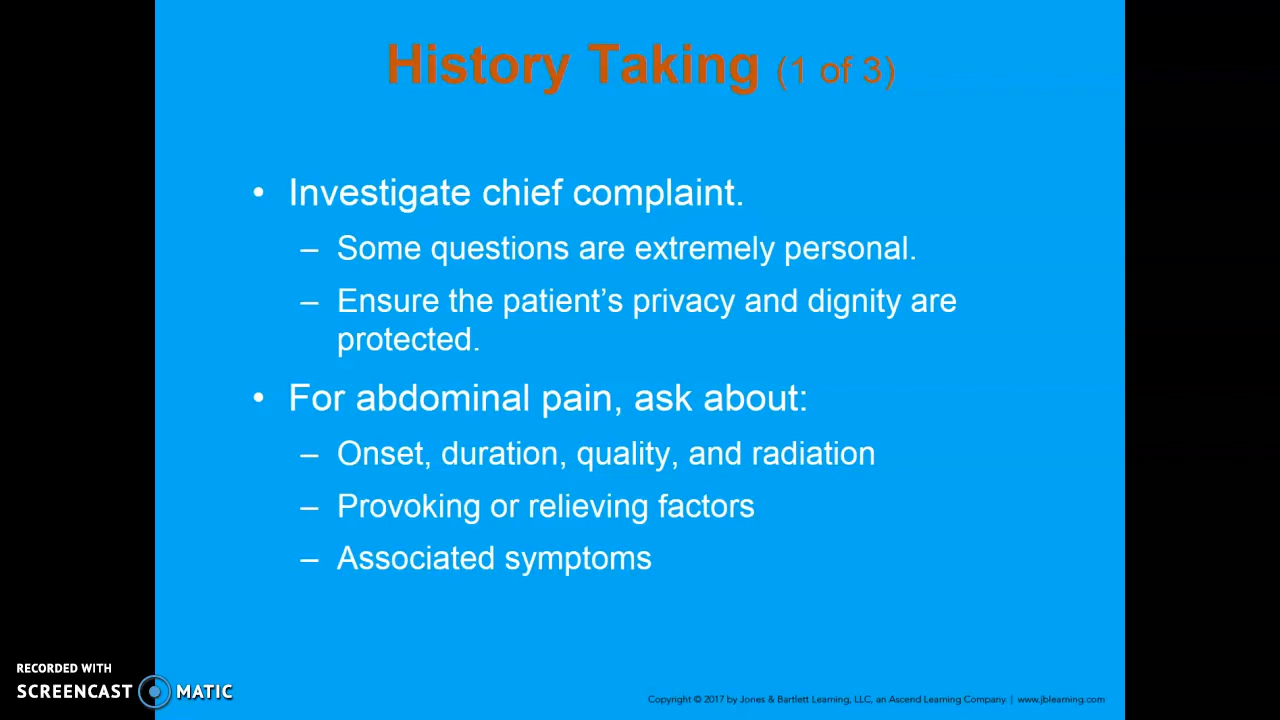 History Taking (1 of 3)
• Investigate chief complaint.
– Some questions are extremely personal.
– Ensure the patient’s privacy and dignity are
protected.
• For abdominal pain, ask about:
– Onset, duration, quality, and radiation
– Provoking or relieving factors
– Associated symptoms
RECORDED WITH
SCREENCAST MATIC
Copyright © 2017 by Jones & Bartlett Learning, LLC, an Ascend Learning Company | www.jblearning.com